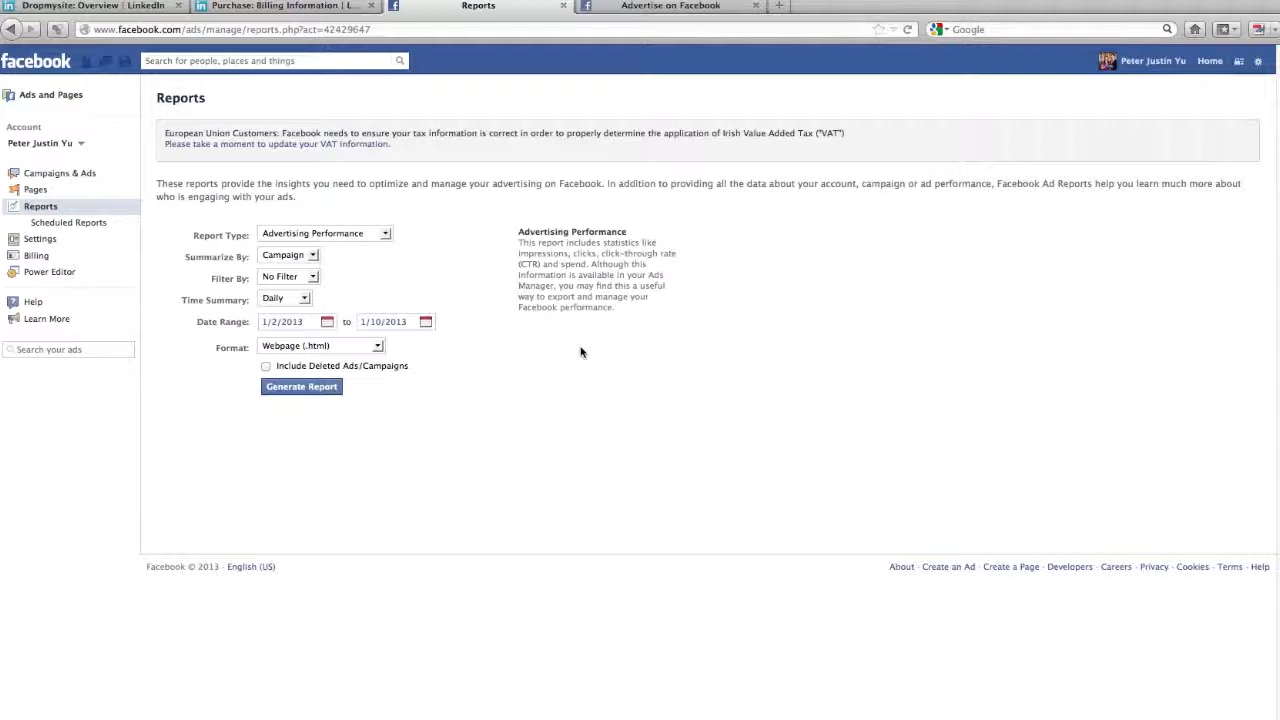 Dropmysite: Overview | LinkedIn
Purchase: Billing Information | L...
Reports
Advertise on Facebook
www.facebook.com/ads/manage/reports.php?act=42429647
Google
facebook
Search for people, places and things
Peter Justin Yu
Home
Ads and Pages
Account
Peter Justin Yu
Campaigns & Ads
Pages
Reports
Scheduled Reports
Settings
Billing
Power Editor
Help
Learn More
Search your ads
Reports
European Union Customers: Facebook needs to ensure your tax information is correct in order to properly determine the application of Irish Value Added Tax ("VAT")
Please take a moment to update your VAT information.
These reports provide the insights you need to optimize and manage your advertising on Facebook. In addition to providing all the data about your account, campaign or ad performance, Facebook Ad Reports help you learn much more about
who is engaging with your ads.
Report Type: Advertising Performance
Summarize By: Campaign
Filter By: No Filter
Time Summary: Daily
Date Range: 1/2/2013 to 1/10/2013
Format: Webpage (.html)
Include Deleted Ads/Campaigns
Generate Report
Advertising Performance
This report includes statistics like
impressions, clicks, click-through rate
(CTR) and spend. Although this
information is available in your Ads
Manager, you may find this a useful
way to export and manage your
Facebook performance.
Facebook © 2013 · English (US)
About · Create an Ad · Create a Page · Developers · Careers · Privacy · Cookies · Terms · Help